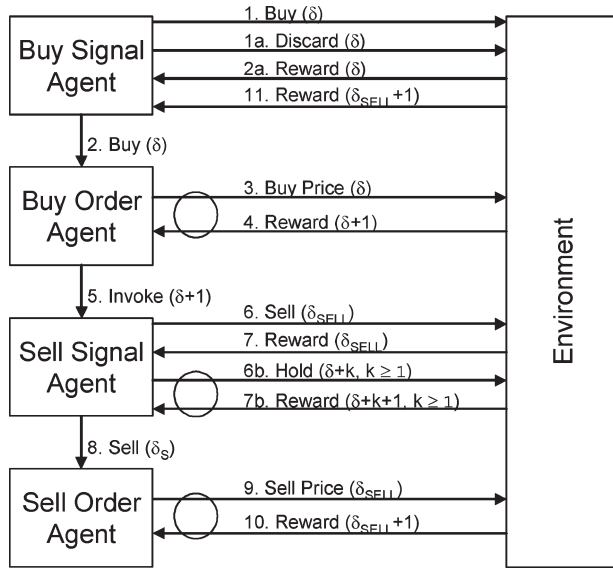 Buy Signal
Agent
1. Buy (δ)
1a. Discard (δ)
2a. Reward (δ)
11. Reward (δSELL+1)
2. Buy (δ)
Buy Order
Agent
3. Buy Price (δ)
4. Reward (δ+1)
5. Invoke (δ+1)
Sell Signal
Agent
6. Sell (δSELL)
7. Reward (δSELL)
6b. Hold (δ+k, k ≥ 1)
7b. Reward (δ+k+1, k ≥ 1)
8. Sell (δS)
Sell Order
Agent
9. Sell Price (δSELL)
10. Reward (δSELL+1)
Environment